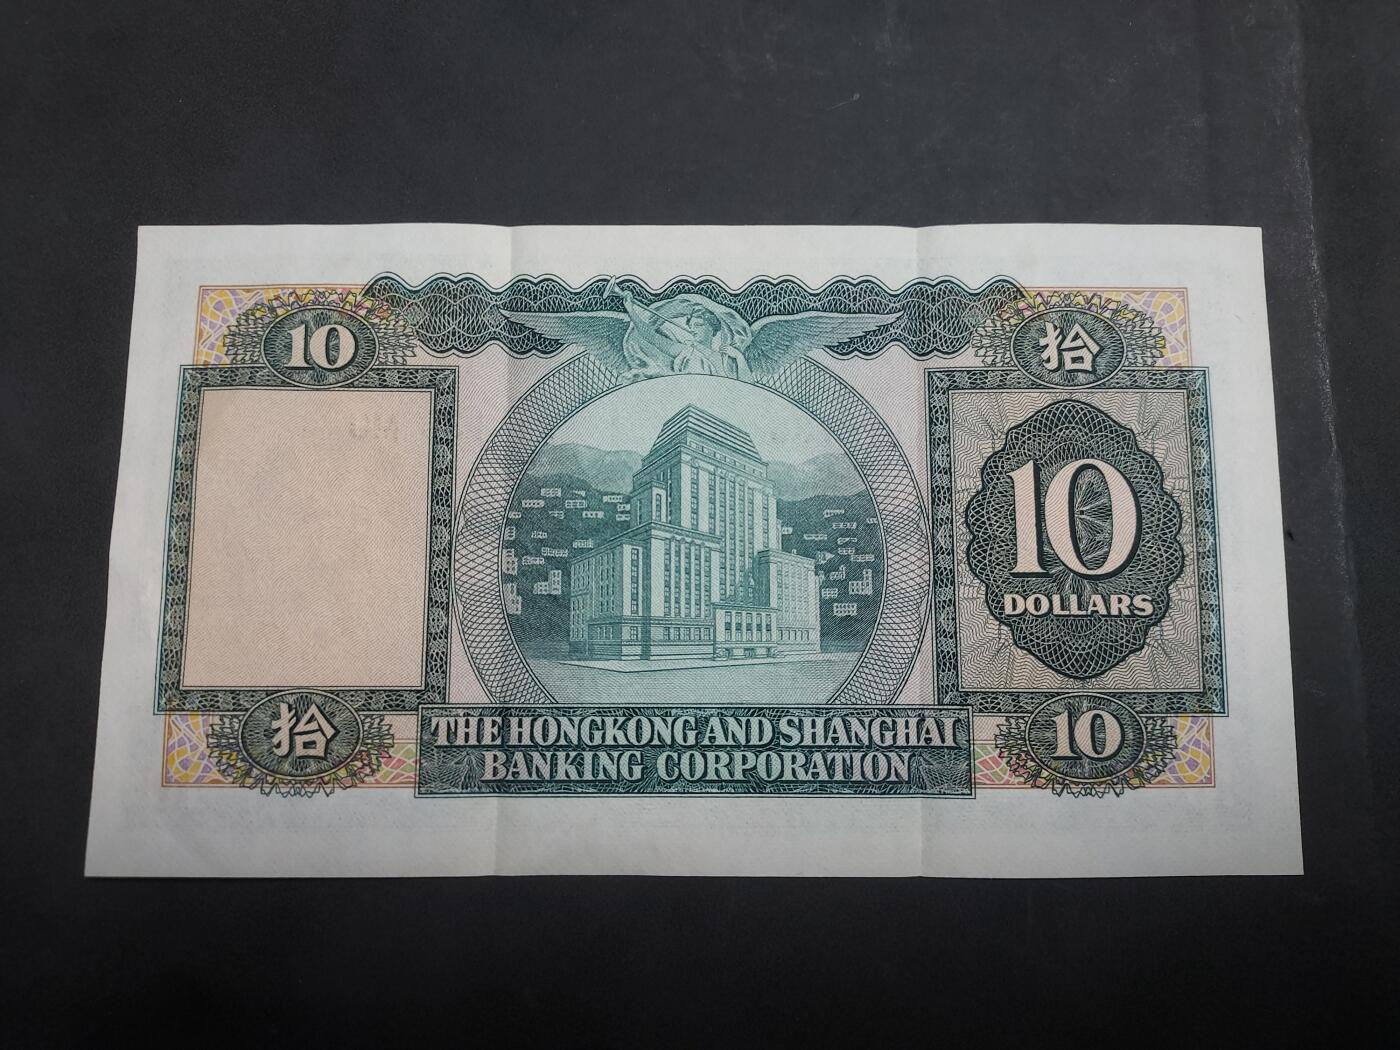 10
拾
10
DOLLARS
拾
10
THE HONGKONG AND SHANGHAI
BANKING CORPORATION